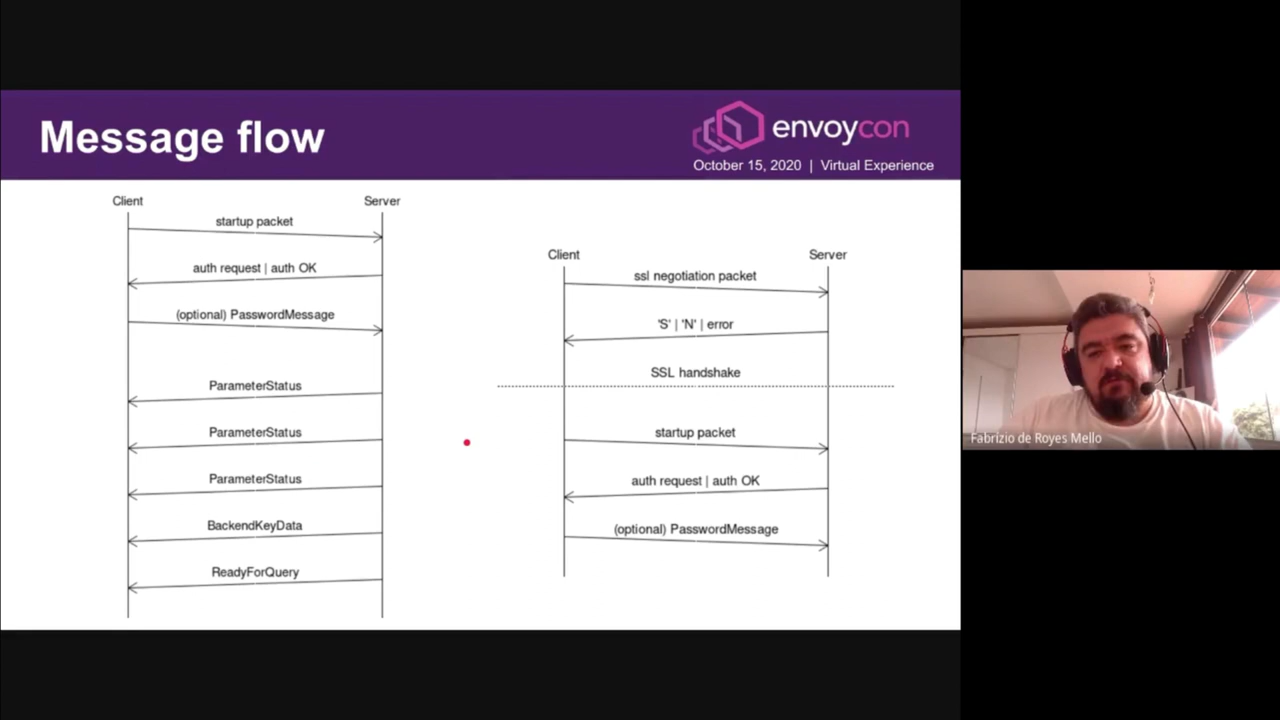 Message flow
envoycon
October 15, 2020 | Virtual Experience
Client Server
startup packet
auth request | auth OK
(optional) PasswordMessage
ParameterStatus
ParameterStatus
ParameterStatus
BackendKeyData
ReadyForQuery
Client Server
ssl negotiation packet
'S' | 'N' | error
SSL handshake
startup packet
auth request | auth OK
(optional) PasswordMessage
Fabrízio de Royes Mello